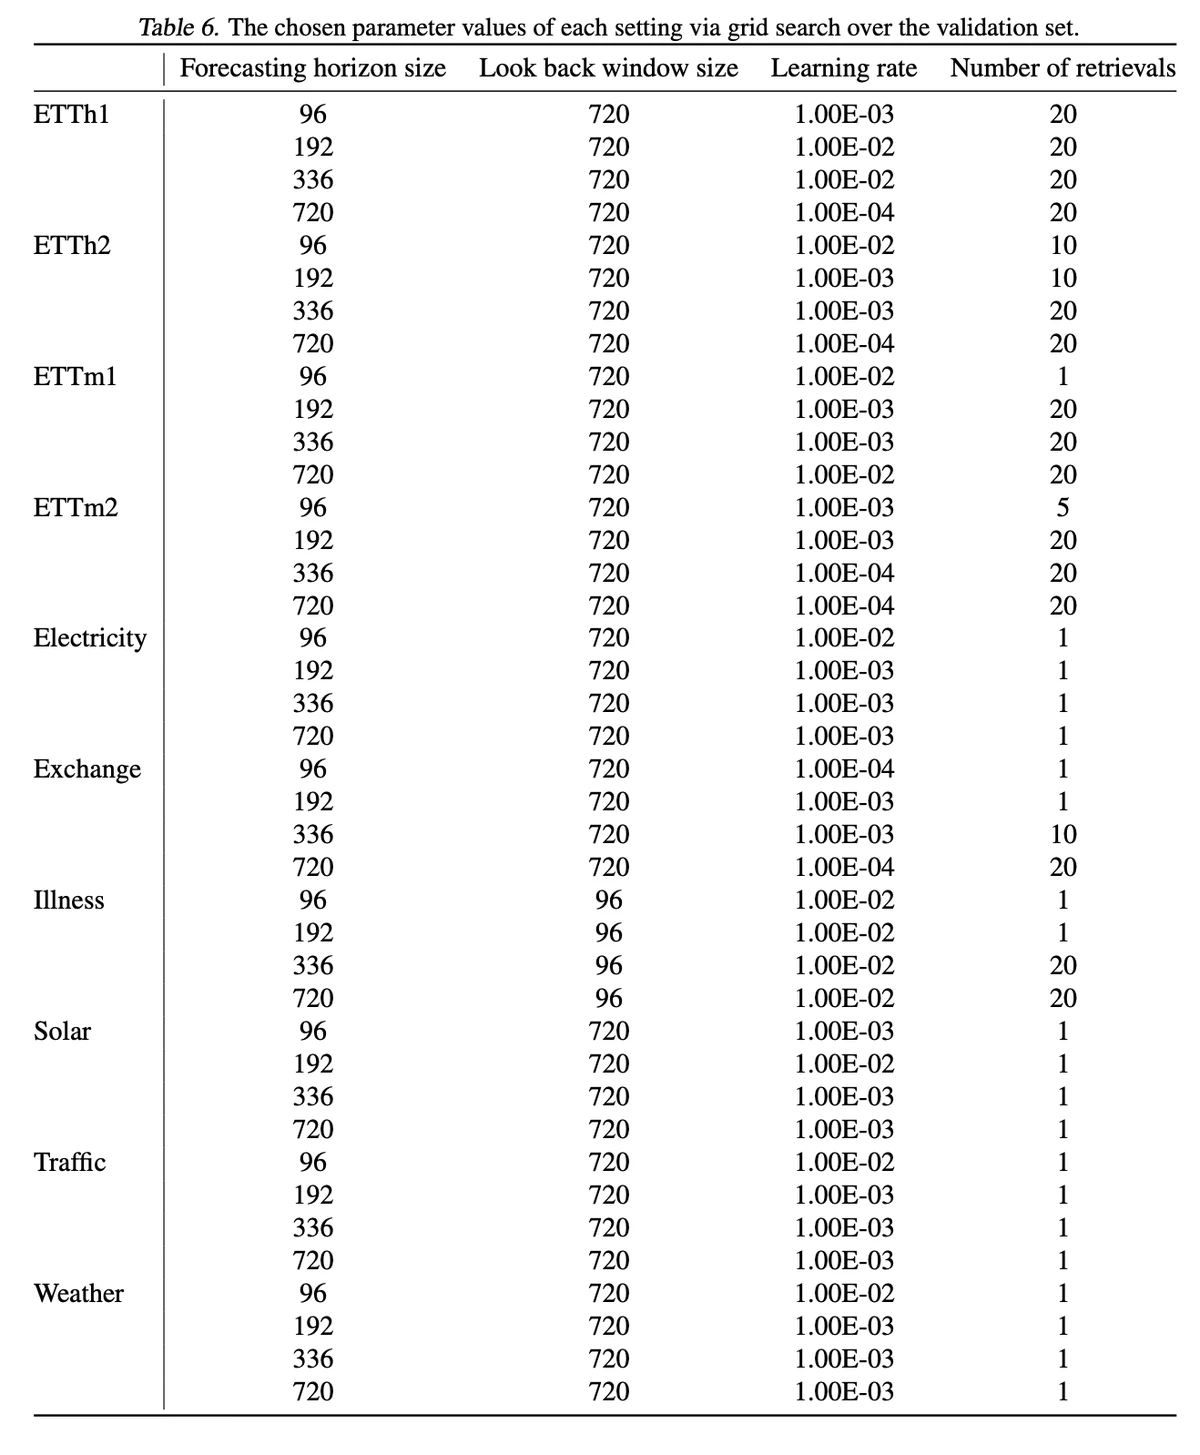 Table 6. The chosen parameter values of each setting via grid search over the validation set.
Forecasting horizon size Look back window size Learning rate Number of retrievals
ETTh1 96 720 1.00E-03 20
192 720 1.00E-02 20
336 720 1.00E-02 20
720 720 1.00E-04 20
ETTh2 96 720 1.00E-02 10
192 720 1.00E-03 10
336 720 1.00E-03 20
720 720 1.00E-04 20
ETTm1 96 720 1.00E-02 1
192 720 1.00E-03 20
336 720 1.00E-03 20
720 720 1.00E-02 20
ETTm2 96 720 1.00E-03 5
192 720 1.00E-03 20
336 720 1.00E-04 20
720 720 1.00E-04 20
Electricity 96 720 1.00E-02 1
192 720 1.00E-03 1
336 720 1.00E-03 1
720 720 1.00E-03 1
Exchange 96 720 1.00E-04 1
192 720 1.00E-03 1
336 720 1.00E-03 10
720 720 1.00E-04 20
Illness 96 96 1.00E-02 1
192 96 1.00E-02 1
336 96 1.00E-02 20
720 96 1.00E-02 20
Solar 96 720 1.00E-03 1
192 720 1.00E-02 1
336 720 1.00E-03 1
720 720 1.00E-03 1
Traffic 96 720 1.00E-02 1
192 720 1.00E-03 1
336 720 1.00E-03 1
720 720 1.00E-03 1
Weather 96 720 1.00E-02 1
192 720 1.00E-03 1
336 720 1.00E-03 1
720 720 1.00E-03 1